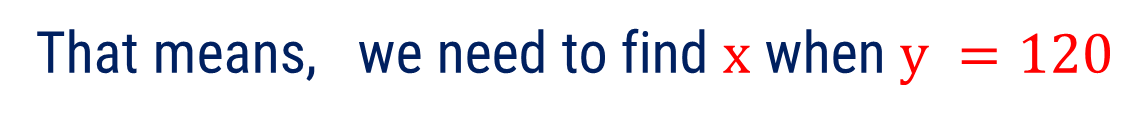 That means, we need to find x when y = 120